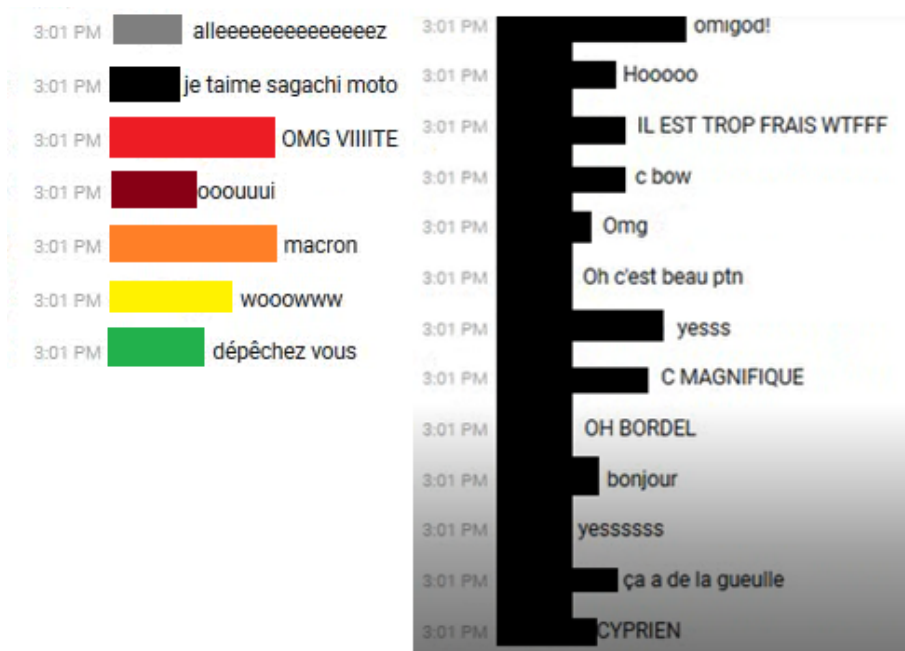 3:01 PM alleeeeeeeeeeeeeez
3:01 PM je taime sagachi moto
3:01 PM OMG VIIIITE
3:01 PM ooouuui
3:01 PM macron
3:01 PM wooowww
3:01 PM dépêchez vous
3:01 PM omigod!
3:01 PM Hooooo
3:01 PM IL EST TROP FRAIS WTFFF
3:01 PM c bow
3:01 PM Omg
3:01 PM Oh c'est beau ptn
3:01 PM yesss
3:01 PM C MAGNIFIQUE
3:01 PM OH BORDEL
3:01 PM bonjour
3:01 PM yessssss
3:01 PM ça a de la gueulle
3:01 PM CYPRIEN